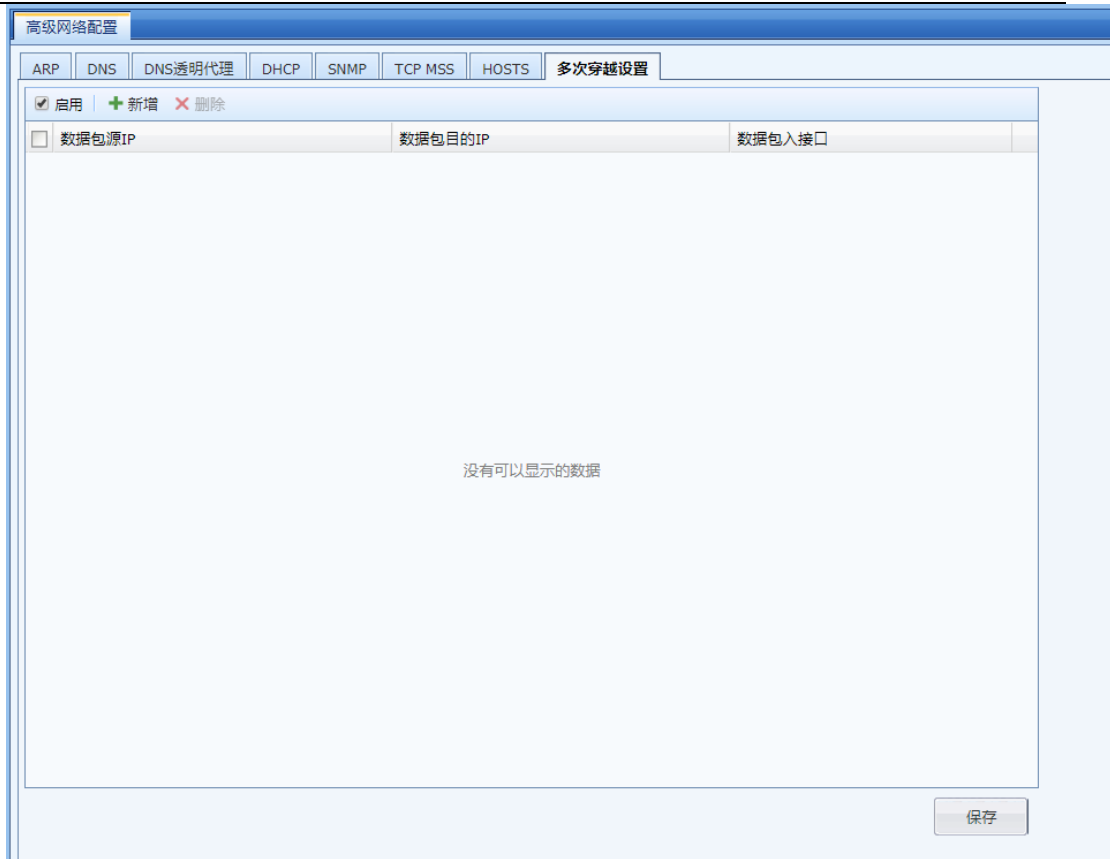 高级网络配置
ARP DNS DNS透明代理 DHCP SNMP TCP MSS HOSTS 多次穿越设置
启用 新增 删除
数据包源IP 数据包目的IP 数据包入接口
没有可以显示的数据
保存